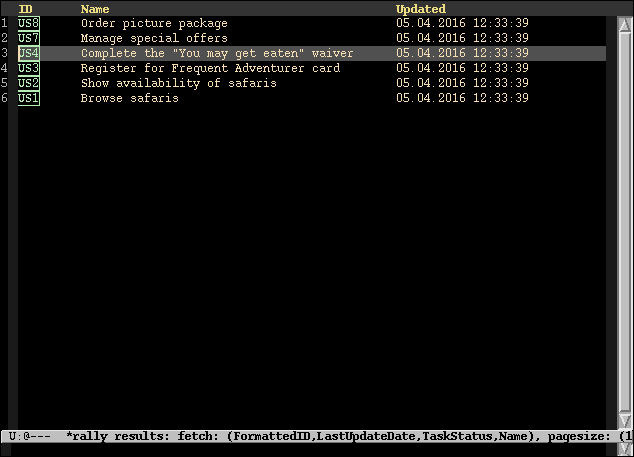 ID Name Updated
1 US8 Order picture package 05.04.2016 12:33:39
2 US7 Manage special offers 05.04.2016 12:33:39
3 US4 Complete the "You may get eaten" waiver 05.04.2016 12:33:39
4 US3 Register for Frequent Adventurer card 05.04.2016 12:33:39
5 US2 Show availability of safaris 05.04.2016 12:33:39
6 US1 Browse safaris 05.04.2016 12:33:39
U:@--- *rally results: fetch: (FormattedID,LastUpdateDate,TaskStatus,Name), pagesize: (1